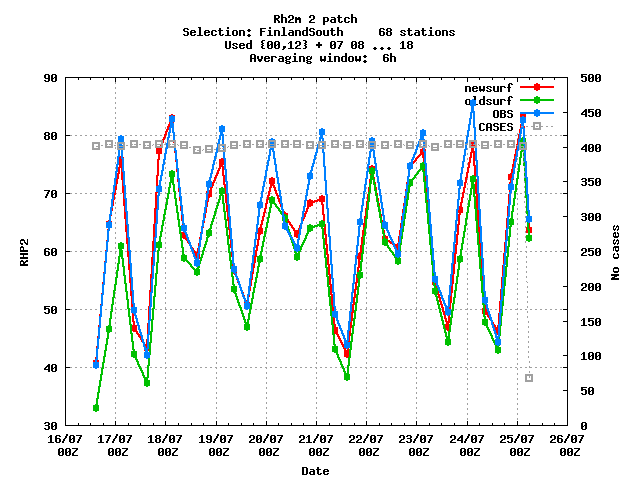 Rh2m 2 patch
Selection: FinlandSouth 68 stations
Used {00,12} + 07 08 ... 18
Averaging window: 6h
90 500
newsurf
oldsurf 450
OBS
80 CASES 400
350
70
300
RHP2 60 250 No cases
200
50
150
40 100
50
30 0
16/07 17/07 18/07 19/07 20/07 21/07 22/07 23/07 24/07 25/07 26/07
00Z 00Z 00Z 00Z 00Z 00Z 00Z 00Z 00Z 00Z 00Z
Date